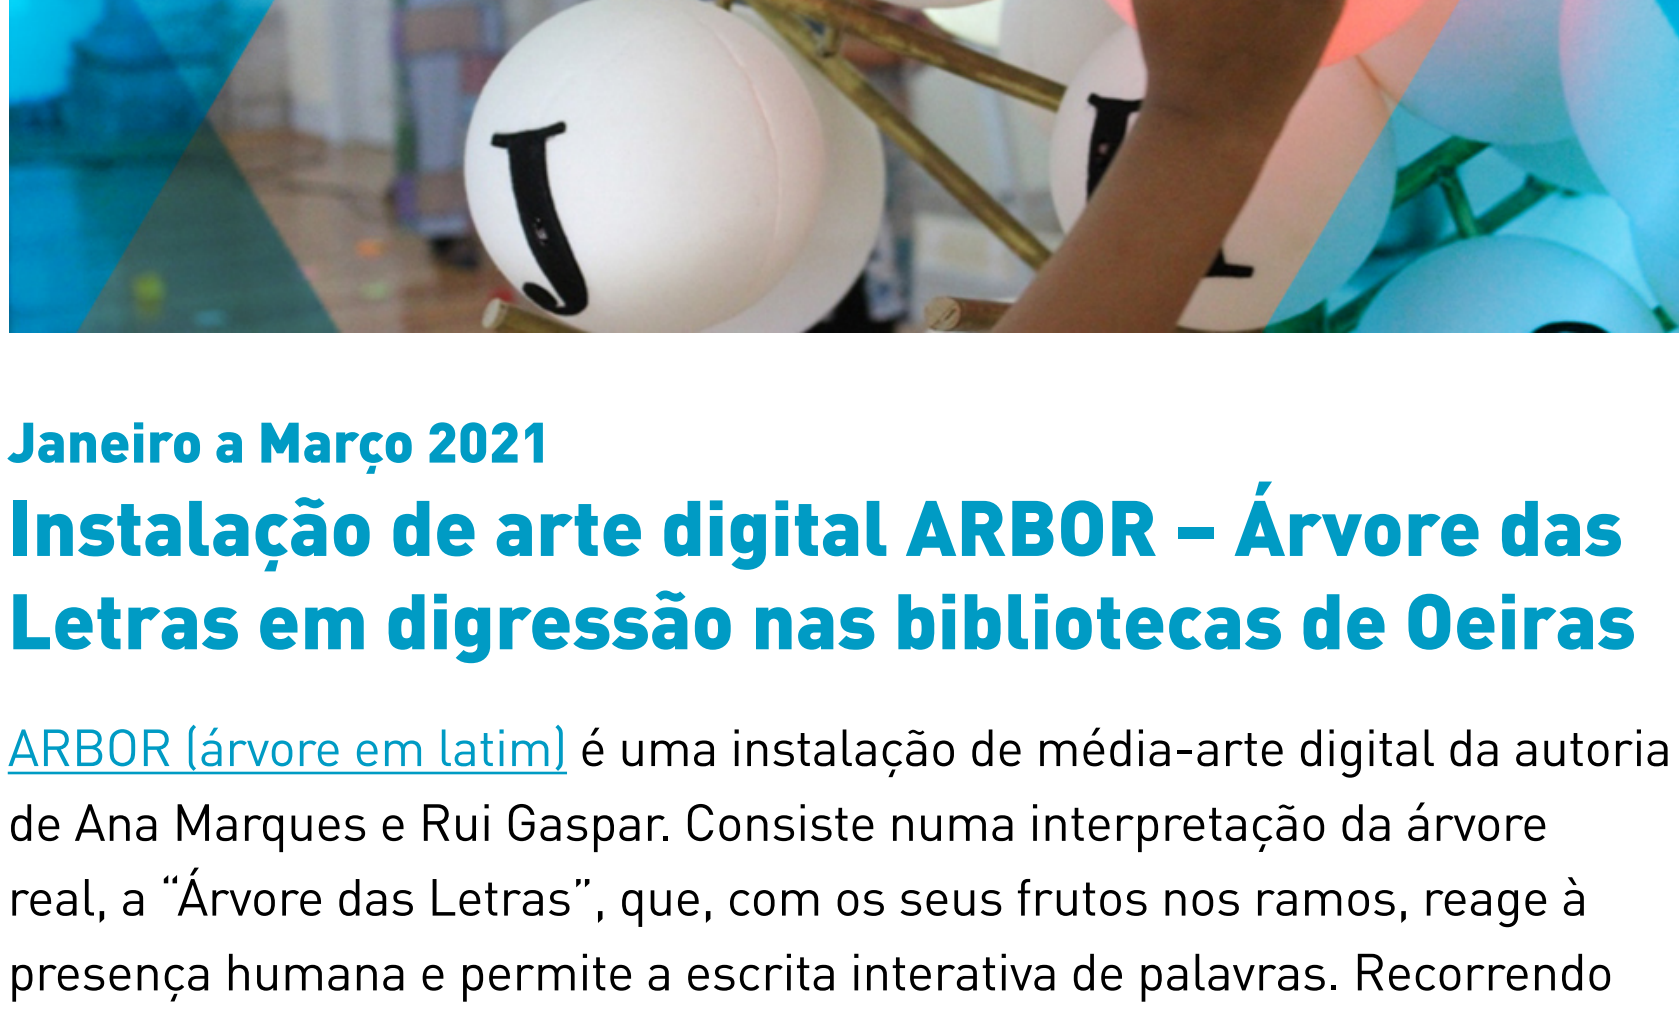 J
Janeiro a Março 2021
Instalação de arte digital ARBOR – Árvore das
Letras em digressão nas bibliotecas de Oeiras
ARBOR (árvore em latim) é uma instalação de média-arte digital da autoria
de Ana Marques e Rui Gaspar. Consiste numa interpretação da árvore
real, a “Árvore das Letras”, que, com os seus frutos nos ramos, reage à
presença humana e permite a escrita interativa de palavras. Recorrendo